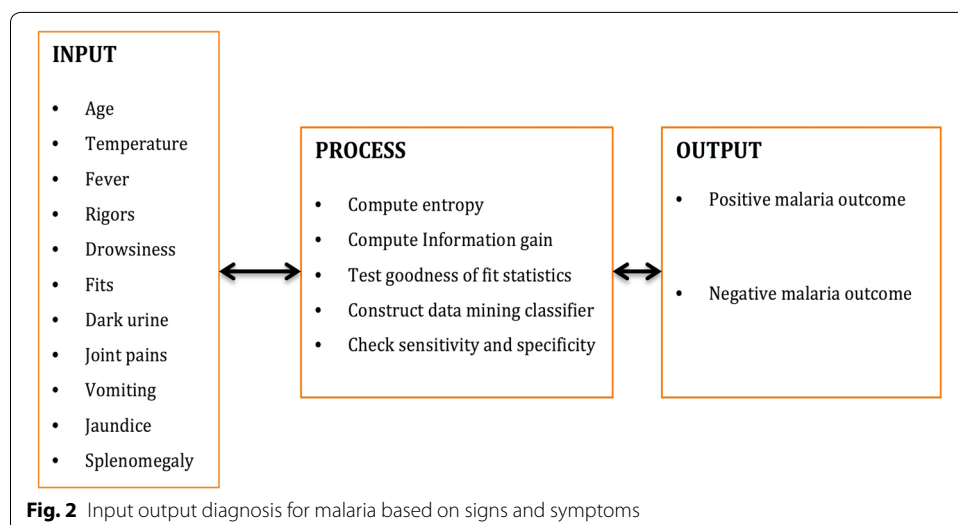 INPUT
• Age
• Temperature
• Fever
• Rigors
• Drowsiness
• Fits
• Dark urine
• Joint pains
• Vomiting
• Jaundice
• Splenomegaly
PROCESS
• Compute entropy
• Compute Information gain
• Test goodness of fit statistics
• Construct data mining classifier
• Check sensitivity and specificity
OUTPUT
• Positive malaria outcome
• Negative malaria outcome
Fig. 2 Input output diagnosis for malaria based on signs and symptoms